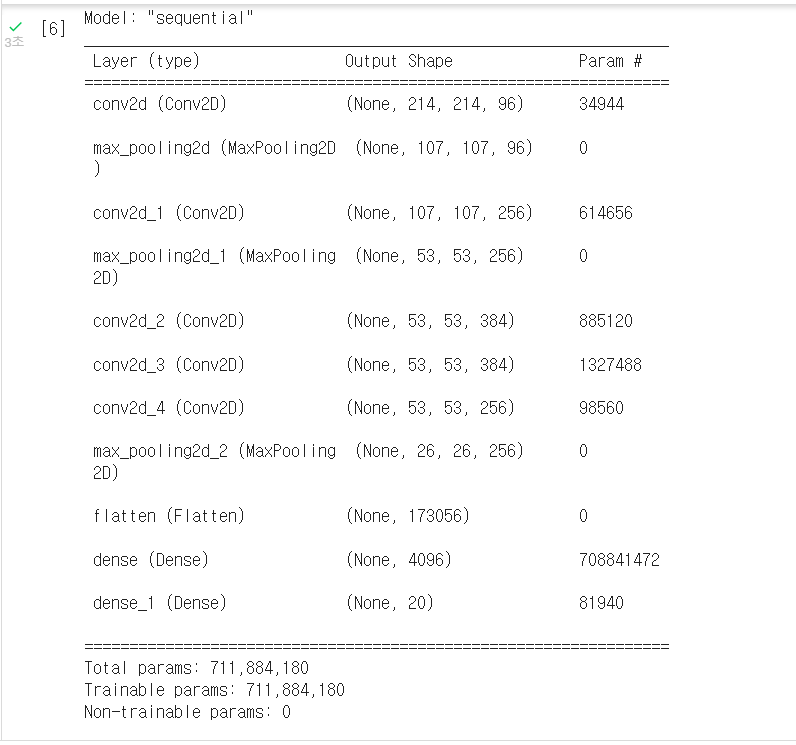 [6] Model: "sequential"
3초
Layer (type) Output Shape Param #
=================================================================
conv2d (Conv2D) (None, 214, 214, 96) 34944
max_pooling2d (MaxPooling2D (None, 107, 107, 96) 0
)
conv2d_1 (Conv2D) (None, 107, 107, 256) 614656
max_pooling2d_1 (MaxPooling (None, 53, 53, 256) 0
2D)
conv2d_2 (Conv2D) (None, 53, 53, 384) 885120
conv2d_3 (Conv2D) (None, 53, 53, 384) 1327488
conv2d_4 (Conv2D) (None, 53, 53, 256) 98560
max_pooling2d_2 (MaxPooling (None, 26, 26, 256) 0
2D)
flatten (Flatten) (None, 173056) 0
dense (Dense) (None, 4096) 708841472
dense_1 (Dense) (None, 20) 81940
=================================================================
Total params: 711,884,180
Trainable params: 711,884,180
Non-trainable params: 0